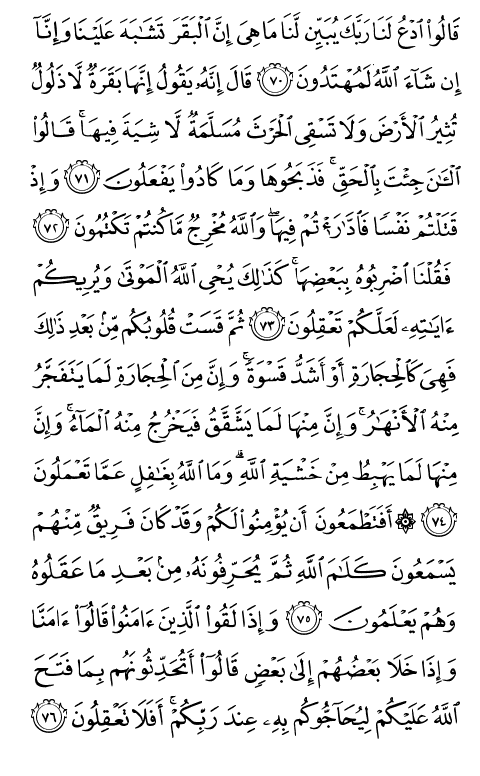 قَالُوا۟ ٱدْعُ لَنَا رَبَّكَ يُبَيِّن لَّنَا مَا هِىَ إِنَّ ٱلْبَقَرَ تَشَـٰبَهَ عَلَيْنَا وَإِنَّآ
إِن شَآءَ ٱللَّهُ لَمُهْتَدُونَ ٧٠ قَالَ إِنَّهُۥ يَقُولُ إِنَّهَا بَقَرَةٌ لَّا ذَلُولٌ
تُثِيرُ ٱلْأَرْضَ وَلَا تَسْقِى ٱلْحَرْثَ مُسَلَّمَةٌ لَّا شِيَةَ فِيهَا ۚ قَالُوا۟
ٱلْـَٔـٰنَ جِئْتَ بِٱلْحَقِّ ۚ فَذَبَحُوهَا وَمَا كَادُوا۟ يَفْعَلُونَ ٧١ وَإِذْ
قَتَلْتُمْ نَفْسًا فَٱدَّٰرَْٰٔتُمْ فِيهَا ۖ وَٱللَّهُ مُخْرِجٌ مَّا كُنتُمْ تَكْتُمُونَ ٧٢
فَقُلْنَا ٱضْرِبُوهُ بِبَعْضِهَا ۚ كَذَٰلِكَ يُحْىِ ٱللَّهُ ٱلْمَوْتَىٰ وَيُرِيكُمْ
ءَايَـٰتِهِۦ لَعَلَّكُمْ تَعْقِلُونَ ٧٣ ثُمَّ قَسَتْ قُلُوبُكُم مِّنۢ بَعْدِ ذَٰلِكَ
فَهِىَ كَٱلْحِجَارَةِ أَوْ أَشَدُّ قَسْوَةً ۚ وَإِنَّ مِنَ ٱلْحِجَارَةِ لَمَا يَتَفَجَّرُ
مِنْهُ ٱلْأَنْهَـٰرُ ۚ وَإِنَّ مِنْهَا لَمَا يَشَّقَّقُ فَيَخْرُجُ مِنْهُ ٱلْمَآءُ ۚ وَإِنَّ
مِنْهَا لَمَا يَهْبِطُ مِنْ خَشْيَةِ ٱللَّهِ ۗ وَمَا ٱللَّهُ بِغَـٰفِلٍ عَمَّا تَعْمَلُونَ
٧٤ ۞ أَفَتَطْمَعُونَ أَن يُؤْمِنُوا۟ لَكُمْ وَقَدْ كَانَ فَرِيقٌ مِّنْهُمْ
يَسْمَعُونَ كَلَـٰمَ ٱللَّهِ ثُمَّ يُحَرِّفُونَهُۥ مِنۢ بَعْدِ مَا عَقَلُوهُ
وَهُمْ يَعْلَمُونَ ٧٥ وَإِذَا لَقُوا۟ ٱلَّذِينَ ءَامَنُوا۟ قَالُوٓا۟ ءَامَنَّا
وَإِذَا خَلَا بَعْضُهُمْ إِلَىٰ بَعْضٍ قَالُوٓا۟ أَتُحَدِّثُونَهُم بِمَا فَتَحَ
ٱللَّهُ عَلَيْكُمْ لِيُحَآجُّوكُم بِهِۦ عِندَ رَبِّكُمْ ۚ أَفَلَا تَعْقِلُونَ ٧٦